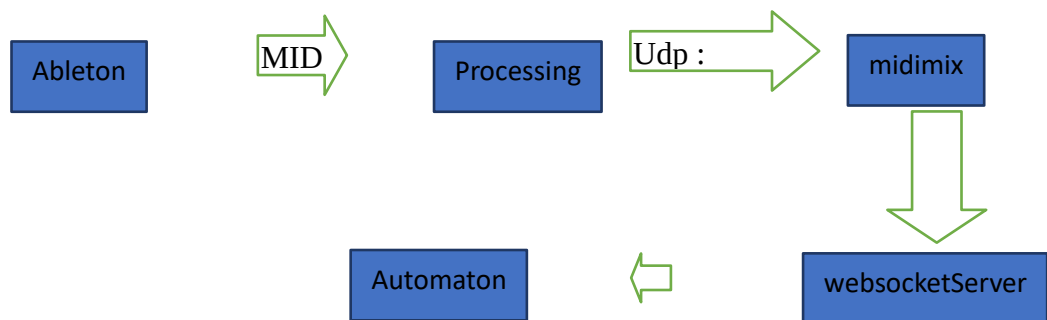 Ableton
MID
Processing
Udp :
midimix
Automaton
websocketServer